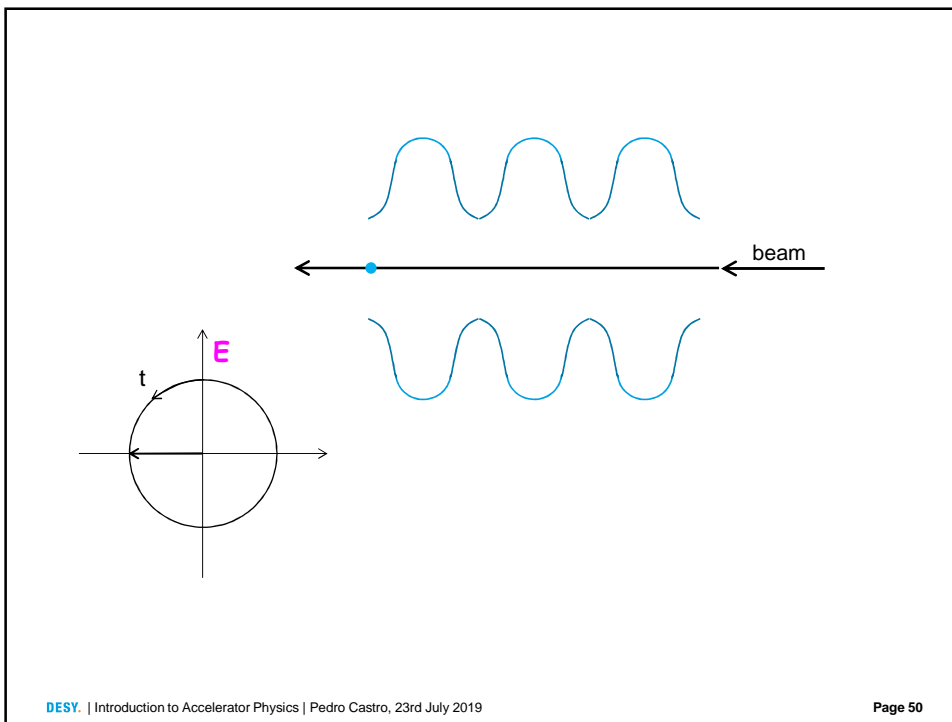 beam
E
t
DESY. | Introduction to Accelerator Physics | Pedro Castro, 23rd July 2019
Page 50